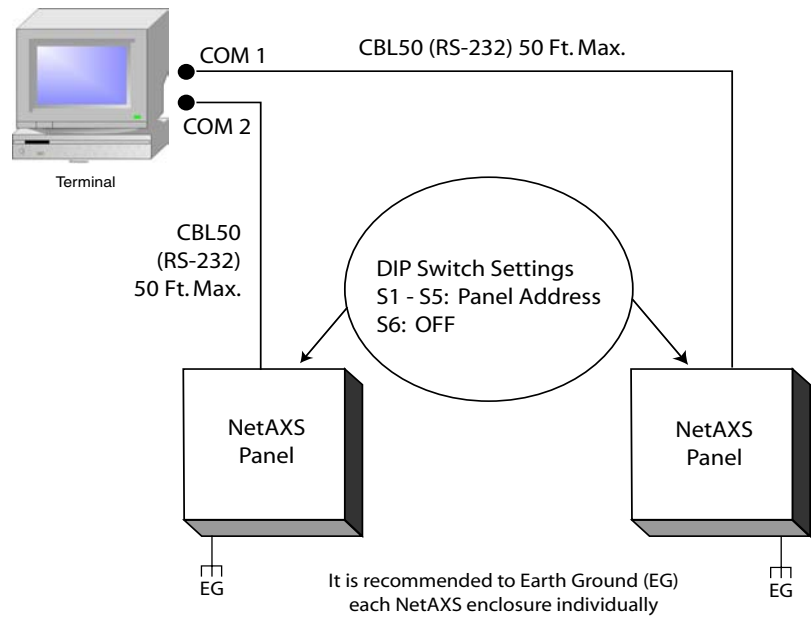 COM 1
CBL50 (RS-232) 50 Ft. Max.
COM 2
Terminal
CBL50
(RS-232)
50 Ft. Max.
DIP Switch Settings
S1 - S5: Panel Address
S6: OFF
NetAXS
Panel
NetAXS
Panel
EG
It is recommended to Earth Ground (EG)
each NetAXS enclosure individually
EG